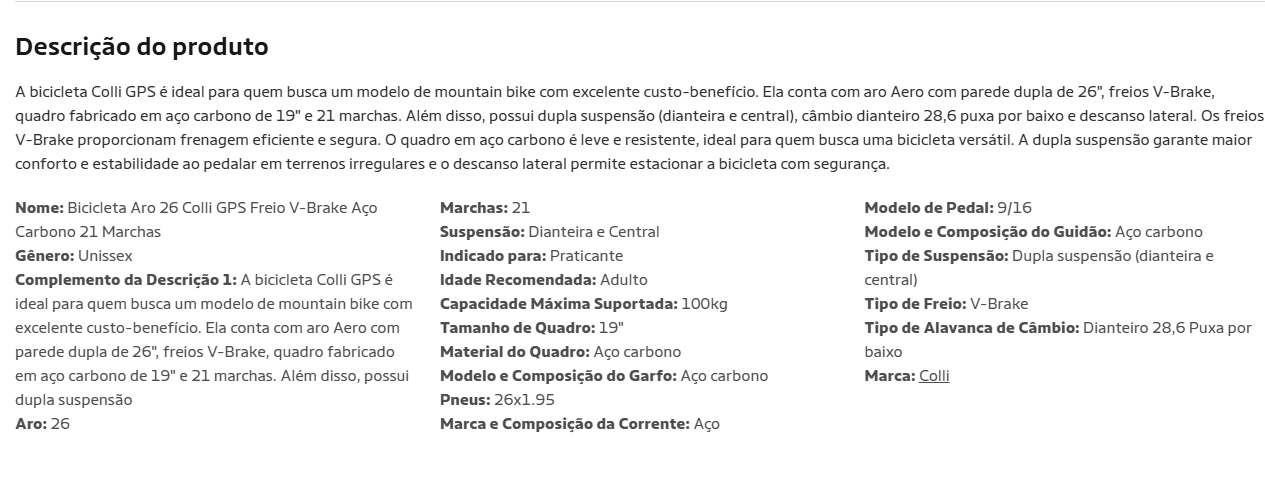 Descrição do produto
A bicicleta Colli GPS é ideal para quem busca um modelo de mountain bike com excelente custo-benefício. Ela conta com aro Aero com parede dupla de 26", freios V-Brake,
quadro fabricado em aço carbono de 19" e 21 marchas. Além disso, possui dupla suspensão (dianteira e central), câmbio dianteiro 28,6 puxa por baixo e descanso lateral. Os freios
V-Brake proporcionam frenagem eficiente e segura. O quadro em aço carbono é leve e resistente, ideal para quem busca uma bicicleta versátil. A dupla suspensão garante maior
conforto e estabilidade ao pedalar em terrenos irregulares e o descanso lateral permite estacionar a bicicleta com segurança.
Nome: Bicicleta Aro 26 Colli GPS Freio V-Brake Aço
Carbono 21 Marchas
Gênero: Unissex
Complemento da Descrição 1: A bicicleta Colli GPS é
ideal para quem busca um modelo de mountain bike com
excelente custo-benefício. Ela conta com aro Aero com
parede dupla de 26", freios V-Brake, quadro fabricado
em aço carbono de 19" e 21 marchas. Além disso, possui
dupla suspensão
Aro: 26
Marchas: 21
Suspensão: Dianteira e Central
Indicado para: Praticante
Idade Recomendada: Adulto
Capacidade Máxima Suportada: 100kg
Tamanho de Quadro: 19"
Material do Quadro: Aço carbono
Modelo e Composição do Garfo: Aço carbono
Pneus: 26x1.95
Marca e Composição da Corrente: Aço
Modelo de Pedal: 9/16
Modelo e Composição do Guidão: Aço carbono
Tipo de Suspensão: Dupla suspensão (dianteira e
central)
Tipo de Freio: V-Brake
Tipo de Alavanca de Câmbio: Dianteiro 28,6 Puxa por
baixo
Marca: Colli